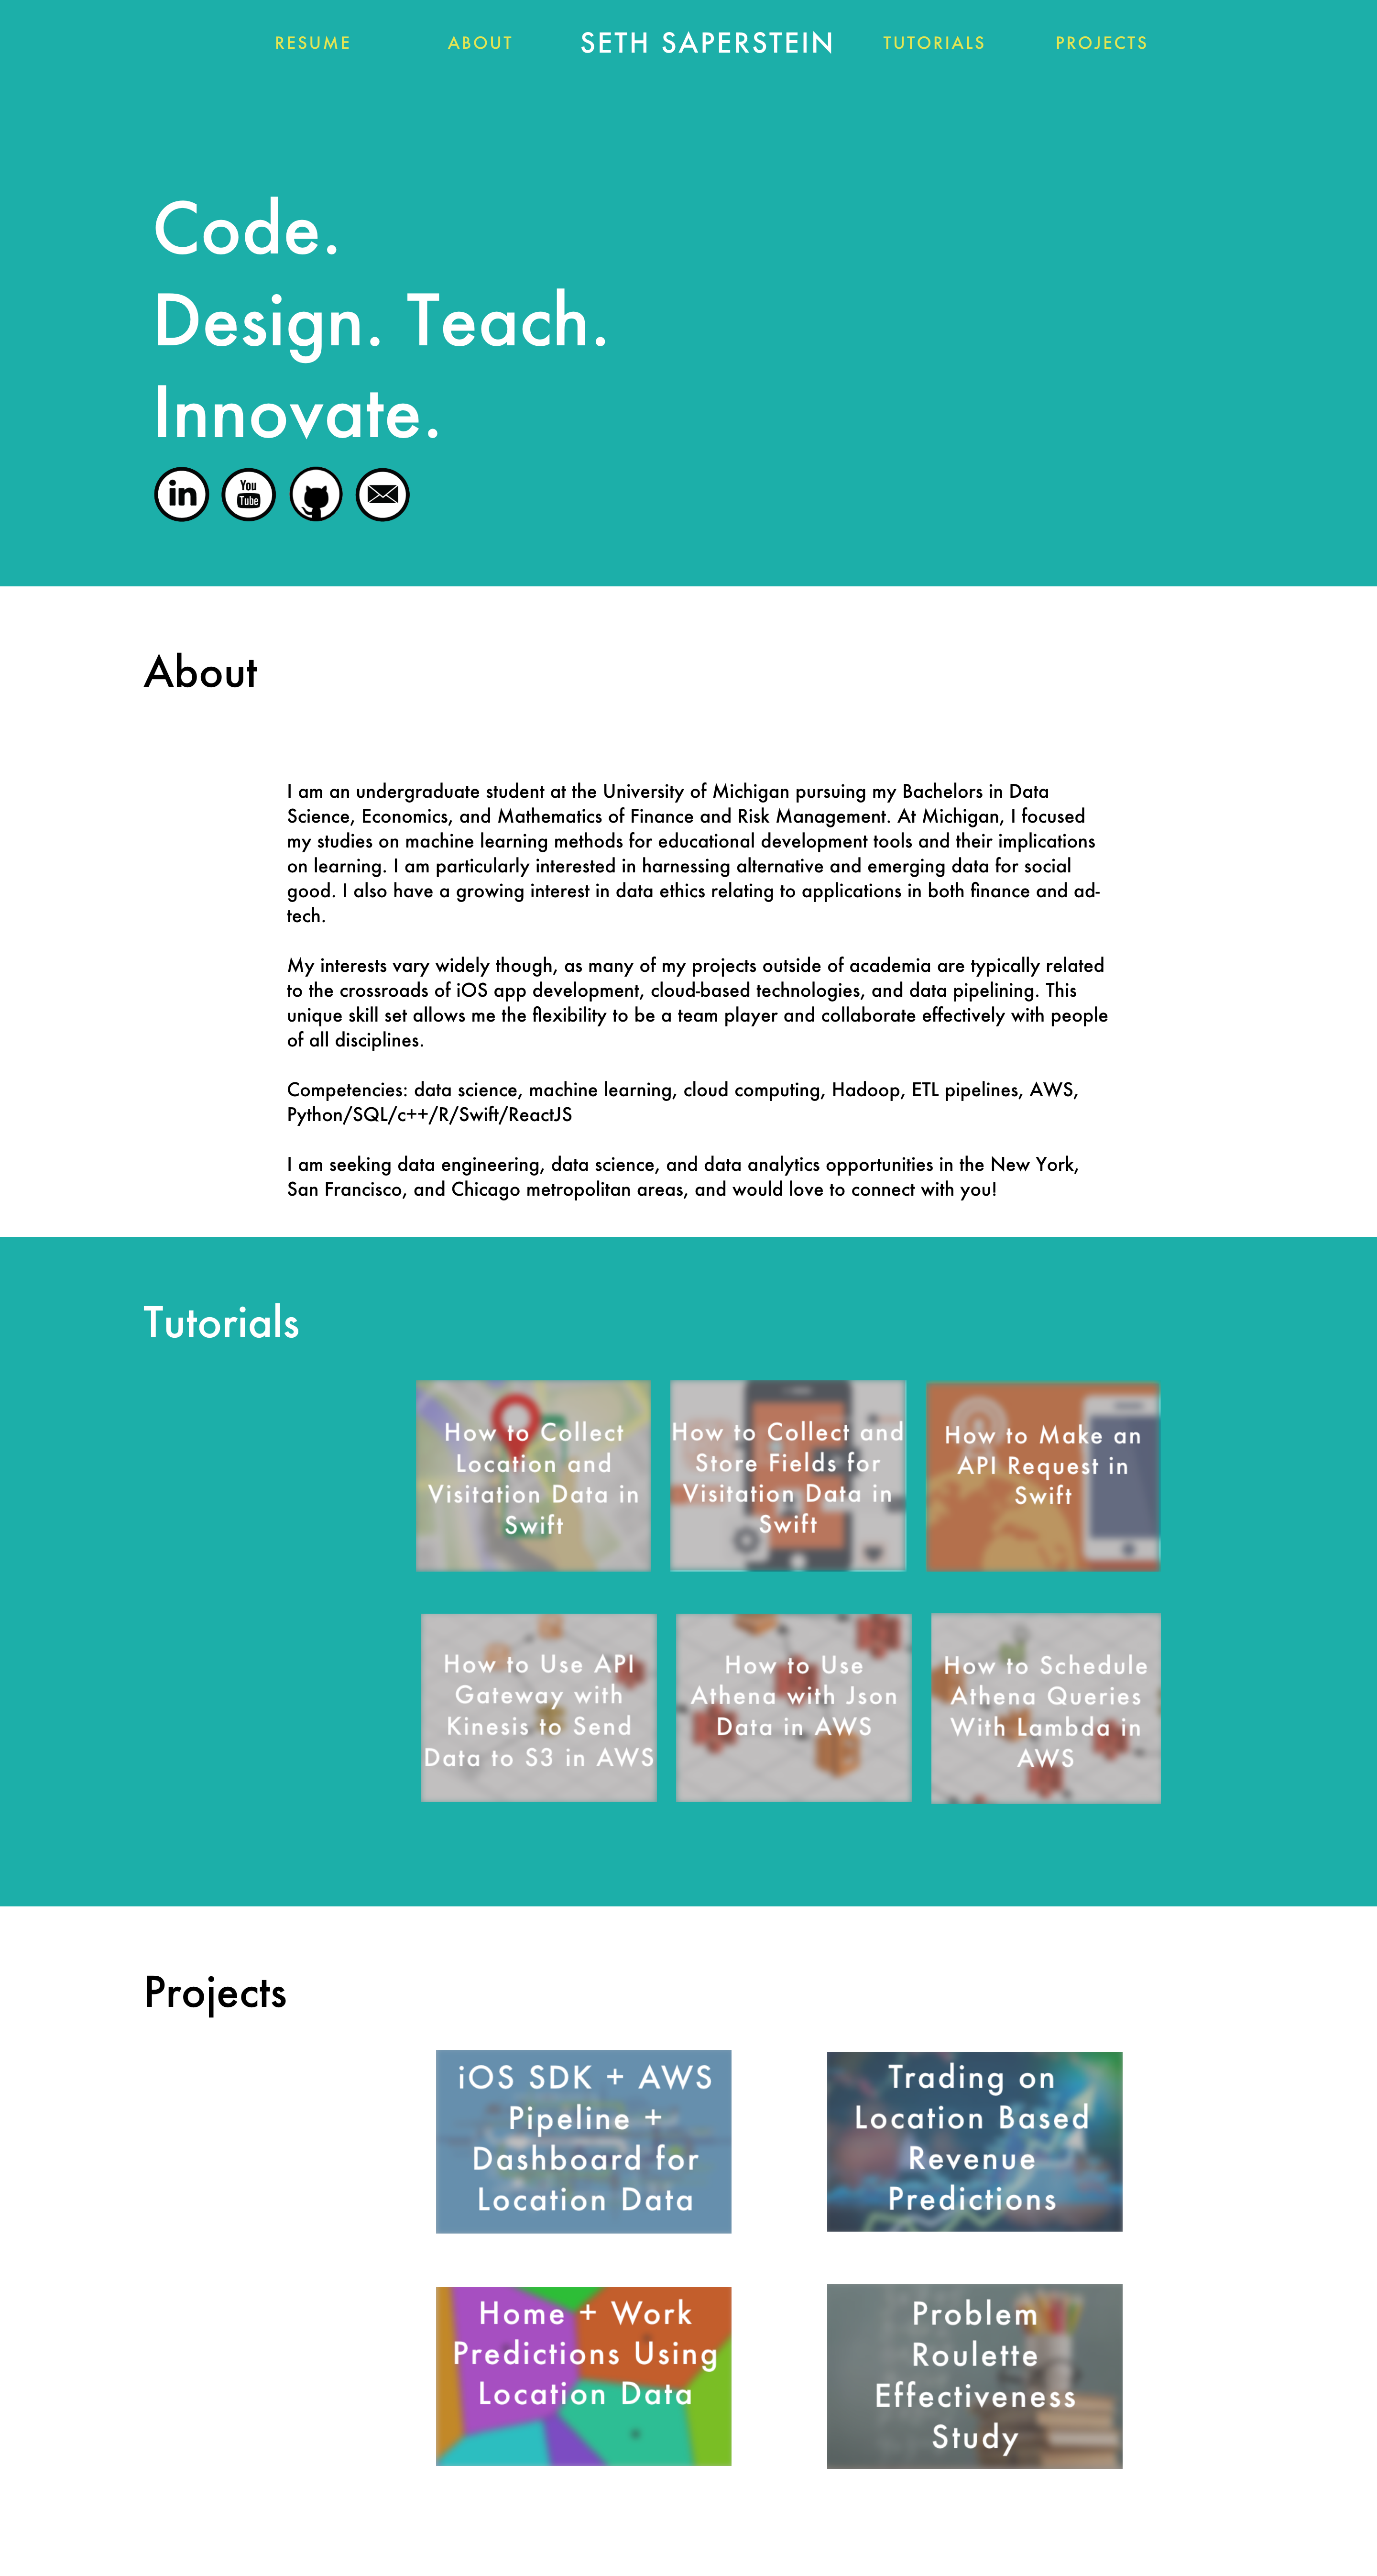 RESUME ABOUT SETH SAPERSTEIN TUTORIALS PROJECTS
Code.
Design. Teach.
Innovate.
in
You
Tube
About
I am an undergraduate student at the University of Michigan pursuing my Bachelors in Data
Science, Economics, and Mathematics of Finance and Risk Management. At Michigan, I focused
my studies on machine learning methods for educational development tools and their implications
on learning. I am particularly interested in harnessing alternative and emerging data for social
good. I also have a growing interest in data ethics relating to applications in both finance and ad-
tech.
My interests vary widely though, as many of my projects outside of academia are typically related
to the crossroads of iOS app development, cloud-based technologies, and data pipelining. This
unique skill set allows me the flexibility to be a team player and collaborate effectively with people
of all disciplines.
Competencies: data science, machine learning, cloud computing, Hadoop, ETL pipelines, AWS,
Python/SQL/c++/R/Swift/ReactJS
I am seeking data engineering, data science, and data analytics opportunities in the New York,
San Francisco, and Chicago metropolitan areas, and would love to connect with you!
Tutorials
How to Collect
Location and
Visitation Data in
Swift
How to Collect and
Store Fields for
Visitation Data in
Swift
How to Make an
API Request in
Swift
How to Use API
Gateway with
Kinesis to Send
Data to S3 in AWS
How to Use
Athena with Json
Data in AWS
How to Schedule
Athena Queries
With Lambda in
AWS
Projects
iOS SDK + AWS
Pipeline +
Dashboard for
Location Data
Trading on
Location Based
Revenue
Predictions
Home + Work
Predictions Using
Location Data
Problem
Roulette
Effectiveness
Study